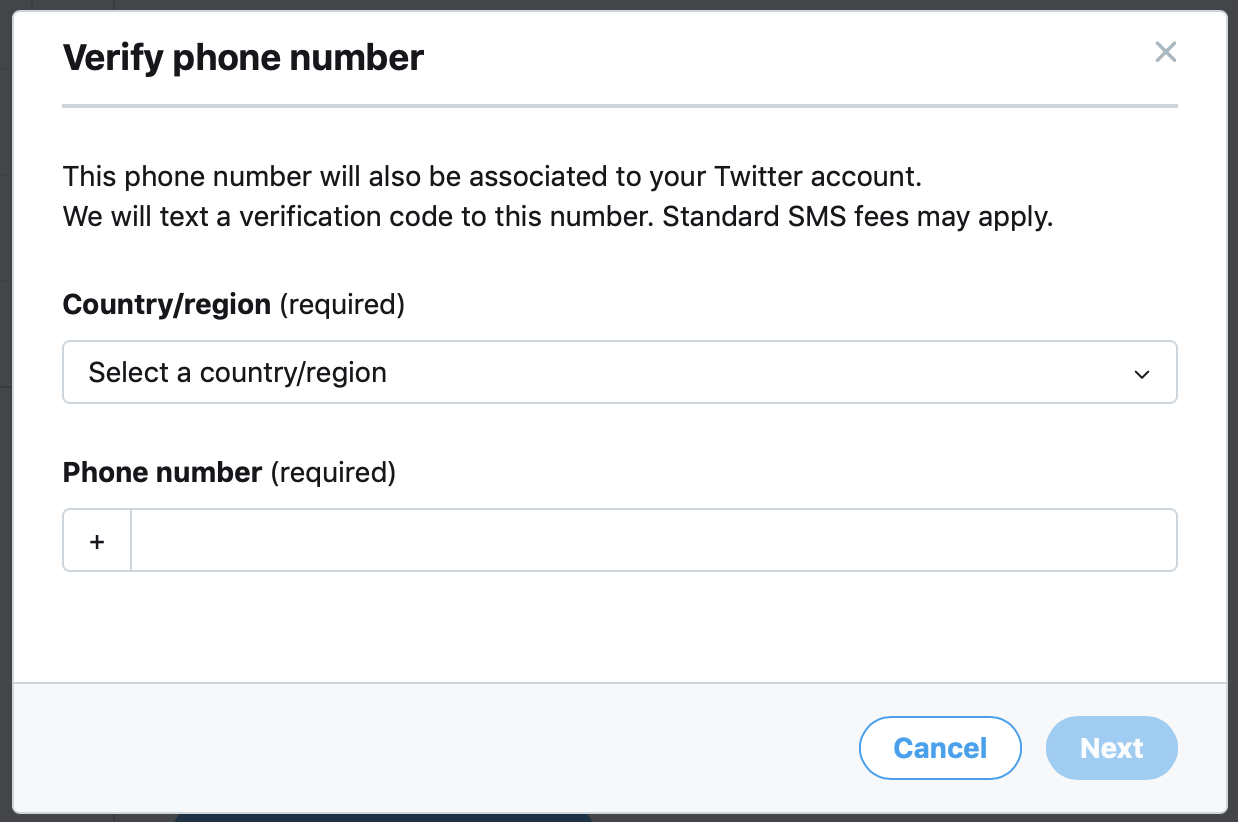 Verify phone number
This phone number will also be associated to your Twitter account.
We will text a verification code to this number. Standard SMS fees may apply.
Country/region (required)
Select a country/region
Phone number (required)
+
Cancel
Next